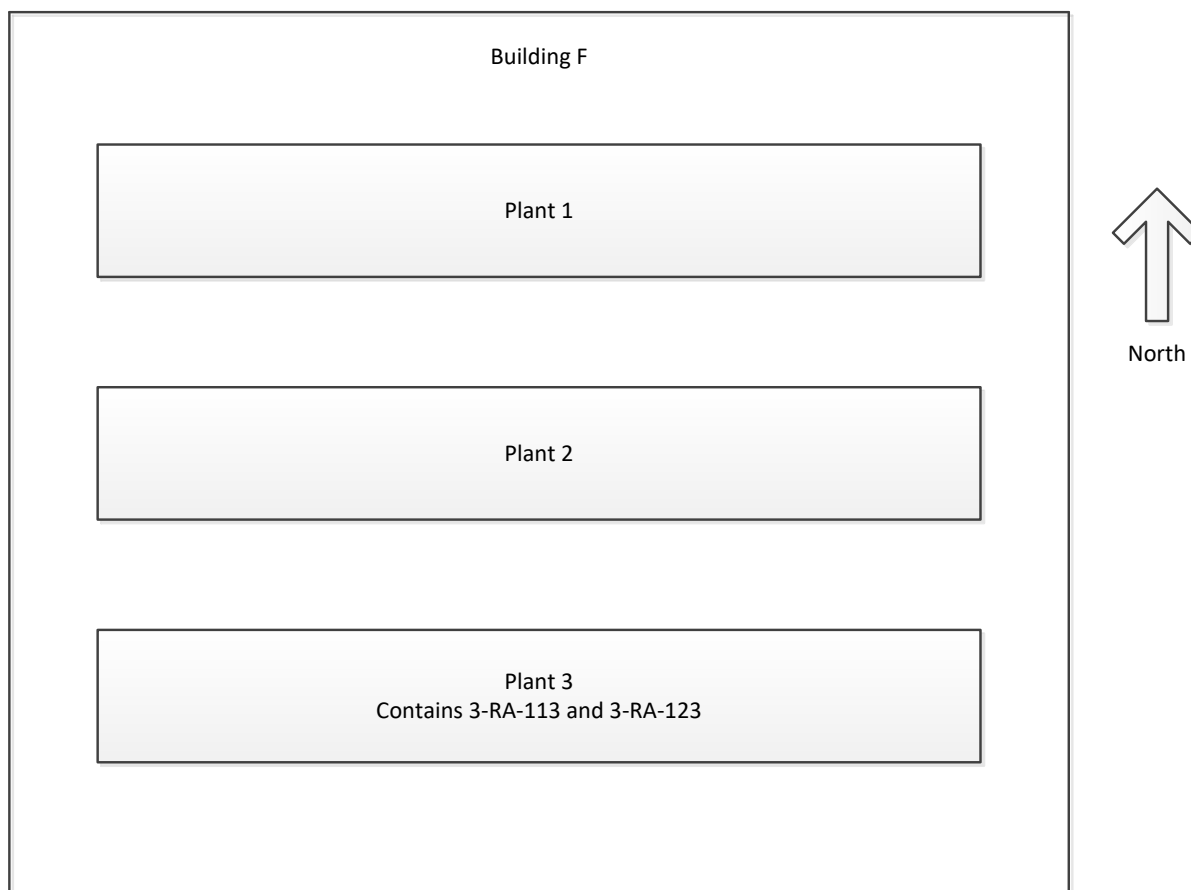 Building F
Plant 1
North
Plant 2
Plant 3
Contains 3-RA-113 and 3-RA-123